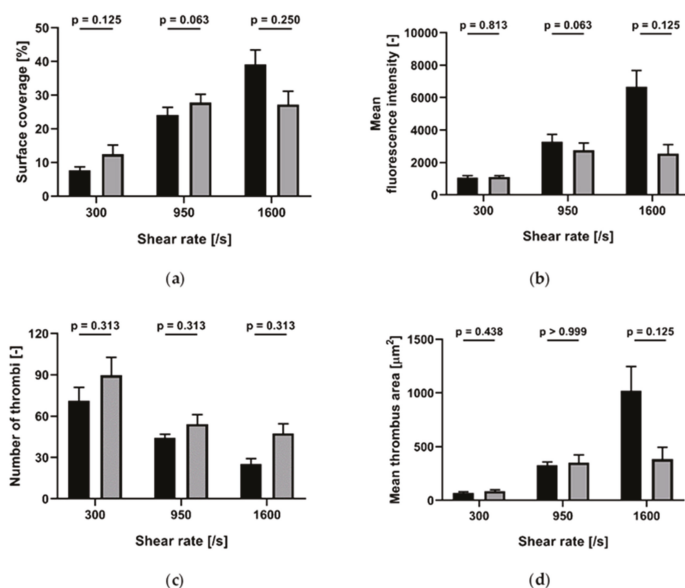 p = 0.125 p = 0.063 p = 0.250
Surface coverage [%]
50
40
30
20
10
0
300 950 1600
Shear rate [/s]
(a)
p = 0.813 p = 0.063 p = 0.125
Mean
fluorescence intensity [-]
10000
8000
6000
4000
2000
0
300 950 1600
Shear rate [/s]
(b)
p = 0.313 p = 0.313 p = 0.313
Number of thrombi [-]
120
90
60
30
0
300 950 1600
Shear rate [/s]
(c)
p = 0.438 p > 0.999 p = 0.125
Mean thrombus area [µm²]
1500
1000
500
0
300 950 1600
Shear rate [/s]
(d)